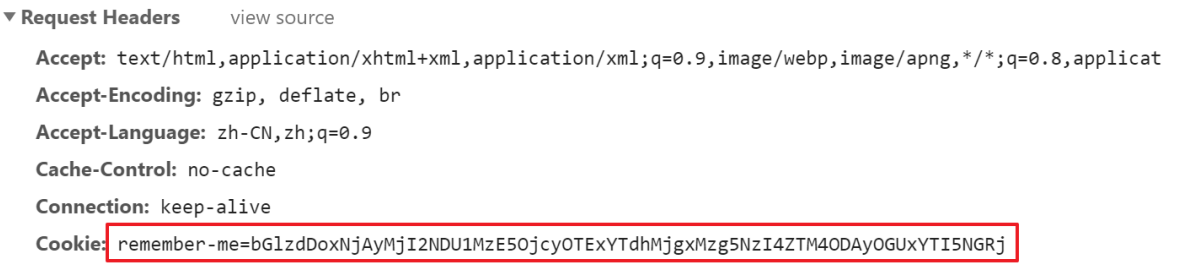 ▼ Request Headers view source
Accept: text/html,application/xhtml+xml,application/xml;q=0.9,image/webp,image/apng,*/*;q=0.8,applicat
Accept-Encoding: gzip, deflate, br
Accept-Language: zh-CN,zh;q=0.9
Cache-Control: no-cache
Connection: keep-alive
Cookie: remember-me=bGlzdDoxNjAyMjI2NDU1MzE5OjcyOTExYTdhMjgxMzg5NzI4ZTM4ODAyOGUxYTI5NGRj